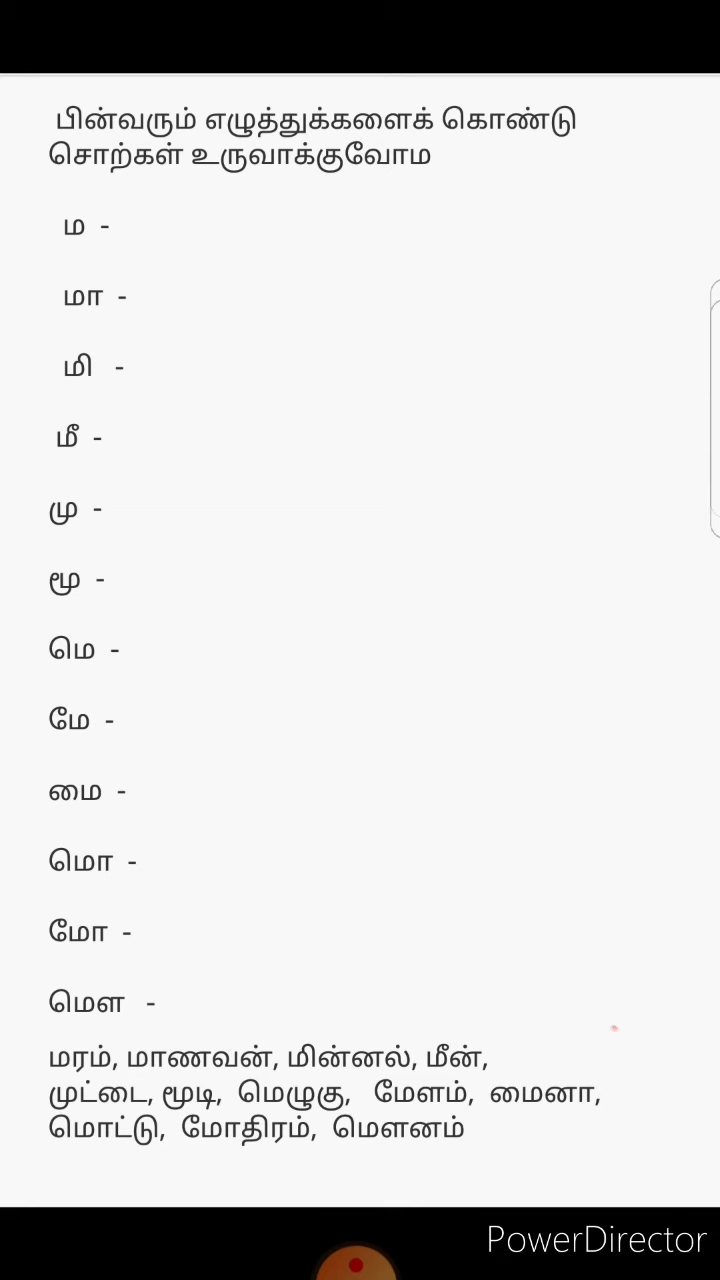 பின்வரும் எழுத்துக்களைக் கொண்டு
சொற்கள் உருவாக்குவோம
ம -
மா -
மி -
மீ -
மு -
மூ -
மெ -
மே -
மை -
மொ -
மோ -
மௌ -
மரம், மாணவன், மின்னல், மீன்,
முட்டை, மூடி, மெழுகு, மேளம், மைனா,
மொட்டு, மோதிரம், மௌனம்
PowerDirector